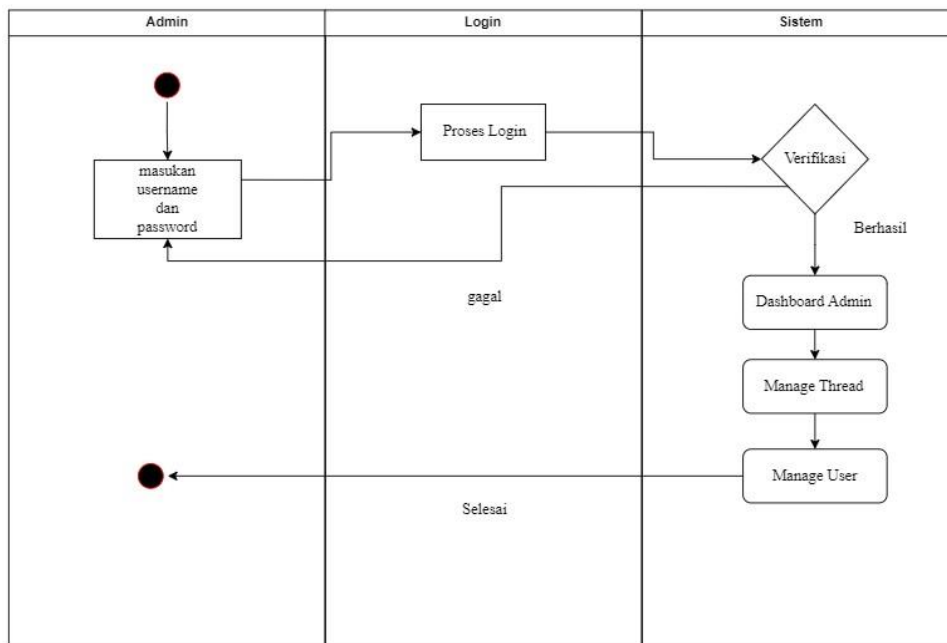 Admin
Login
Sistem
masukan
username
dan
password
Proses Login
Verifikasi
Berhasil
gagal
Dashboard Admin
Manage Thread
Manage User
Selesai